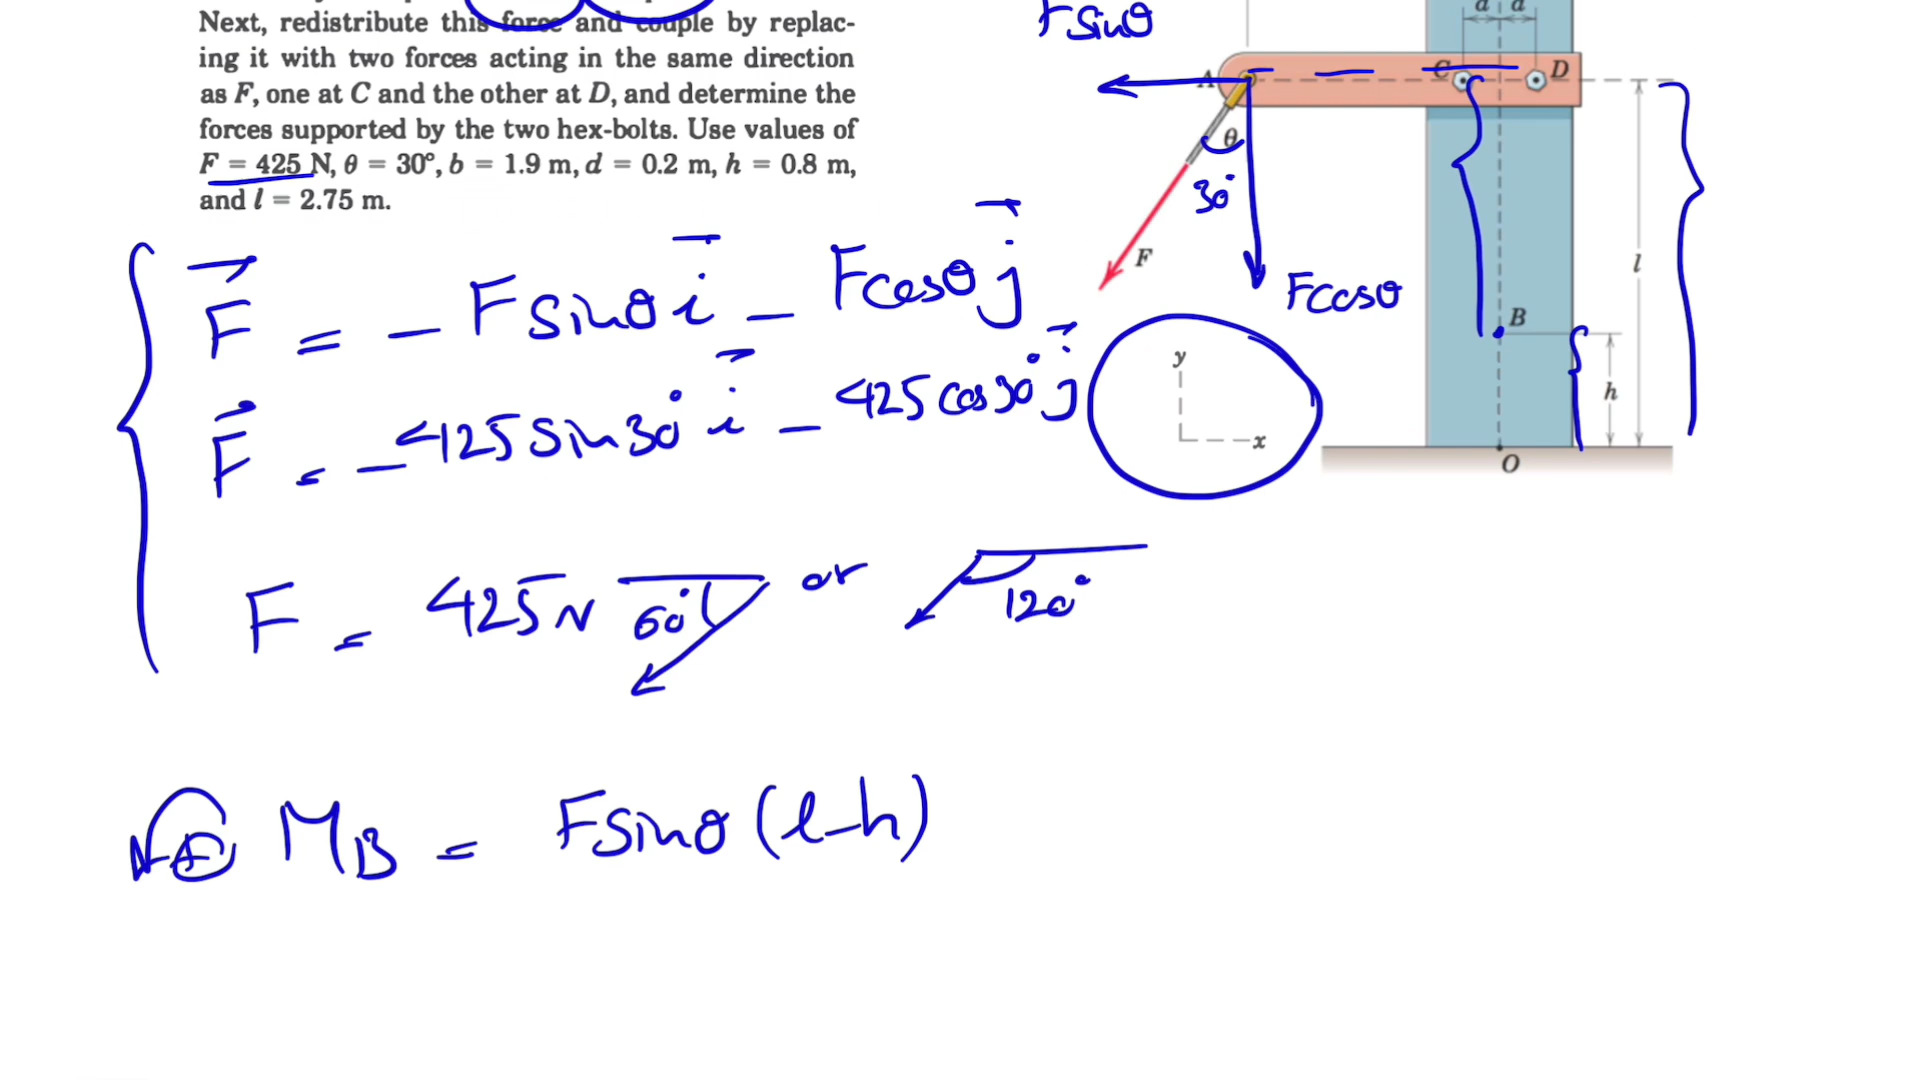 Next, redistribute this force and couple by replac-
ing it with two forces acting in the same direction
as F, one at C and the other at D, and determine the
forces supported by the two hex-bolts. Use values of
F = 425 N, θ = 30°, b = 1.9 m, d = 0.2 m, h = 0.8 m,
and l = 2.75 m.
Fsinθ
d d
A C D
θ
30°
F
Fcosθ
l
B
h
O
y
x
F = - Fsinθ i - Fcosθ j
F = - 425 sin30° i - 425 cos30° j
F = 425 N 60° or 120°
+ MB = Fsinθ (l-h)